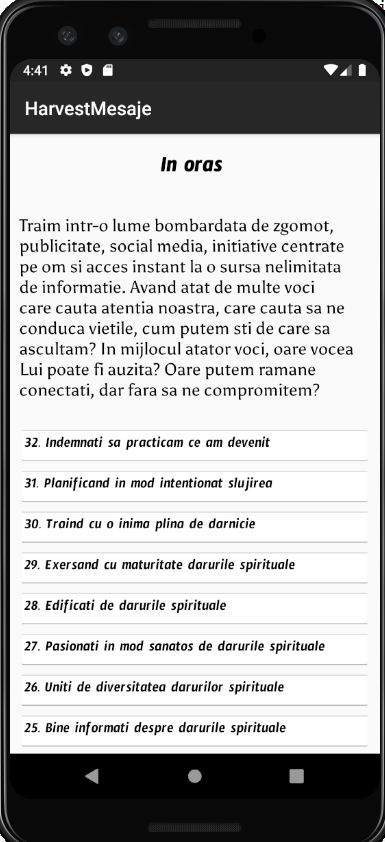 4:41
HarvestMesaje
In oras
Traim intr-o lume bombardata de zgomot,
publicitate, social media, initiative centrate
pe om si acces instant la o sursa nelimitata
de informatie. Avand atat de multe voci
care cauta atentia noastra, care cauta sa ne
conduca vietile, cum putem sti de care sa
ascultam? In mijlocul atator voci, oare vocea
Lui poate fi auzita? Oare putem ramane
conectati, dar fara sa ne compromitem?
32. Indemnati sa practicam ce am devenit
31. Planificand in mod intentionat slujirea
30. Traind cu o inima plina de darnicie
29. Exersand cu maturitate darurile spirituale
28. Edificati de darurile spirituale
27. Pasionati in mod sanatos de darurile spirituale
26. Uniti de diversitatea darurilor spirituale
25. Bine informati despre darurile spirituale